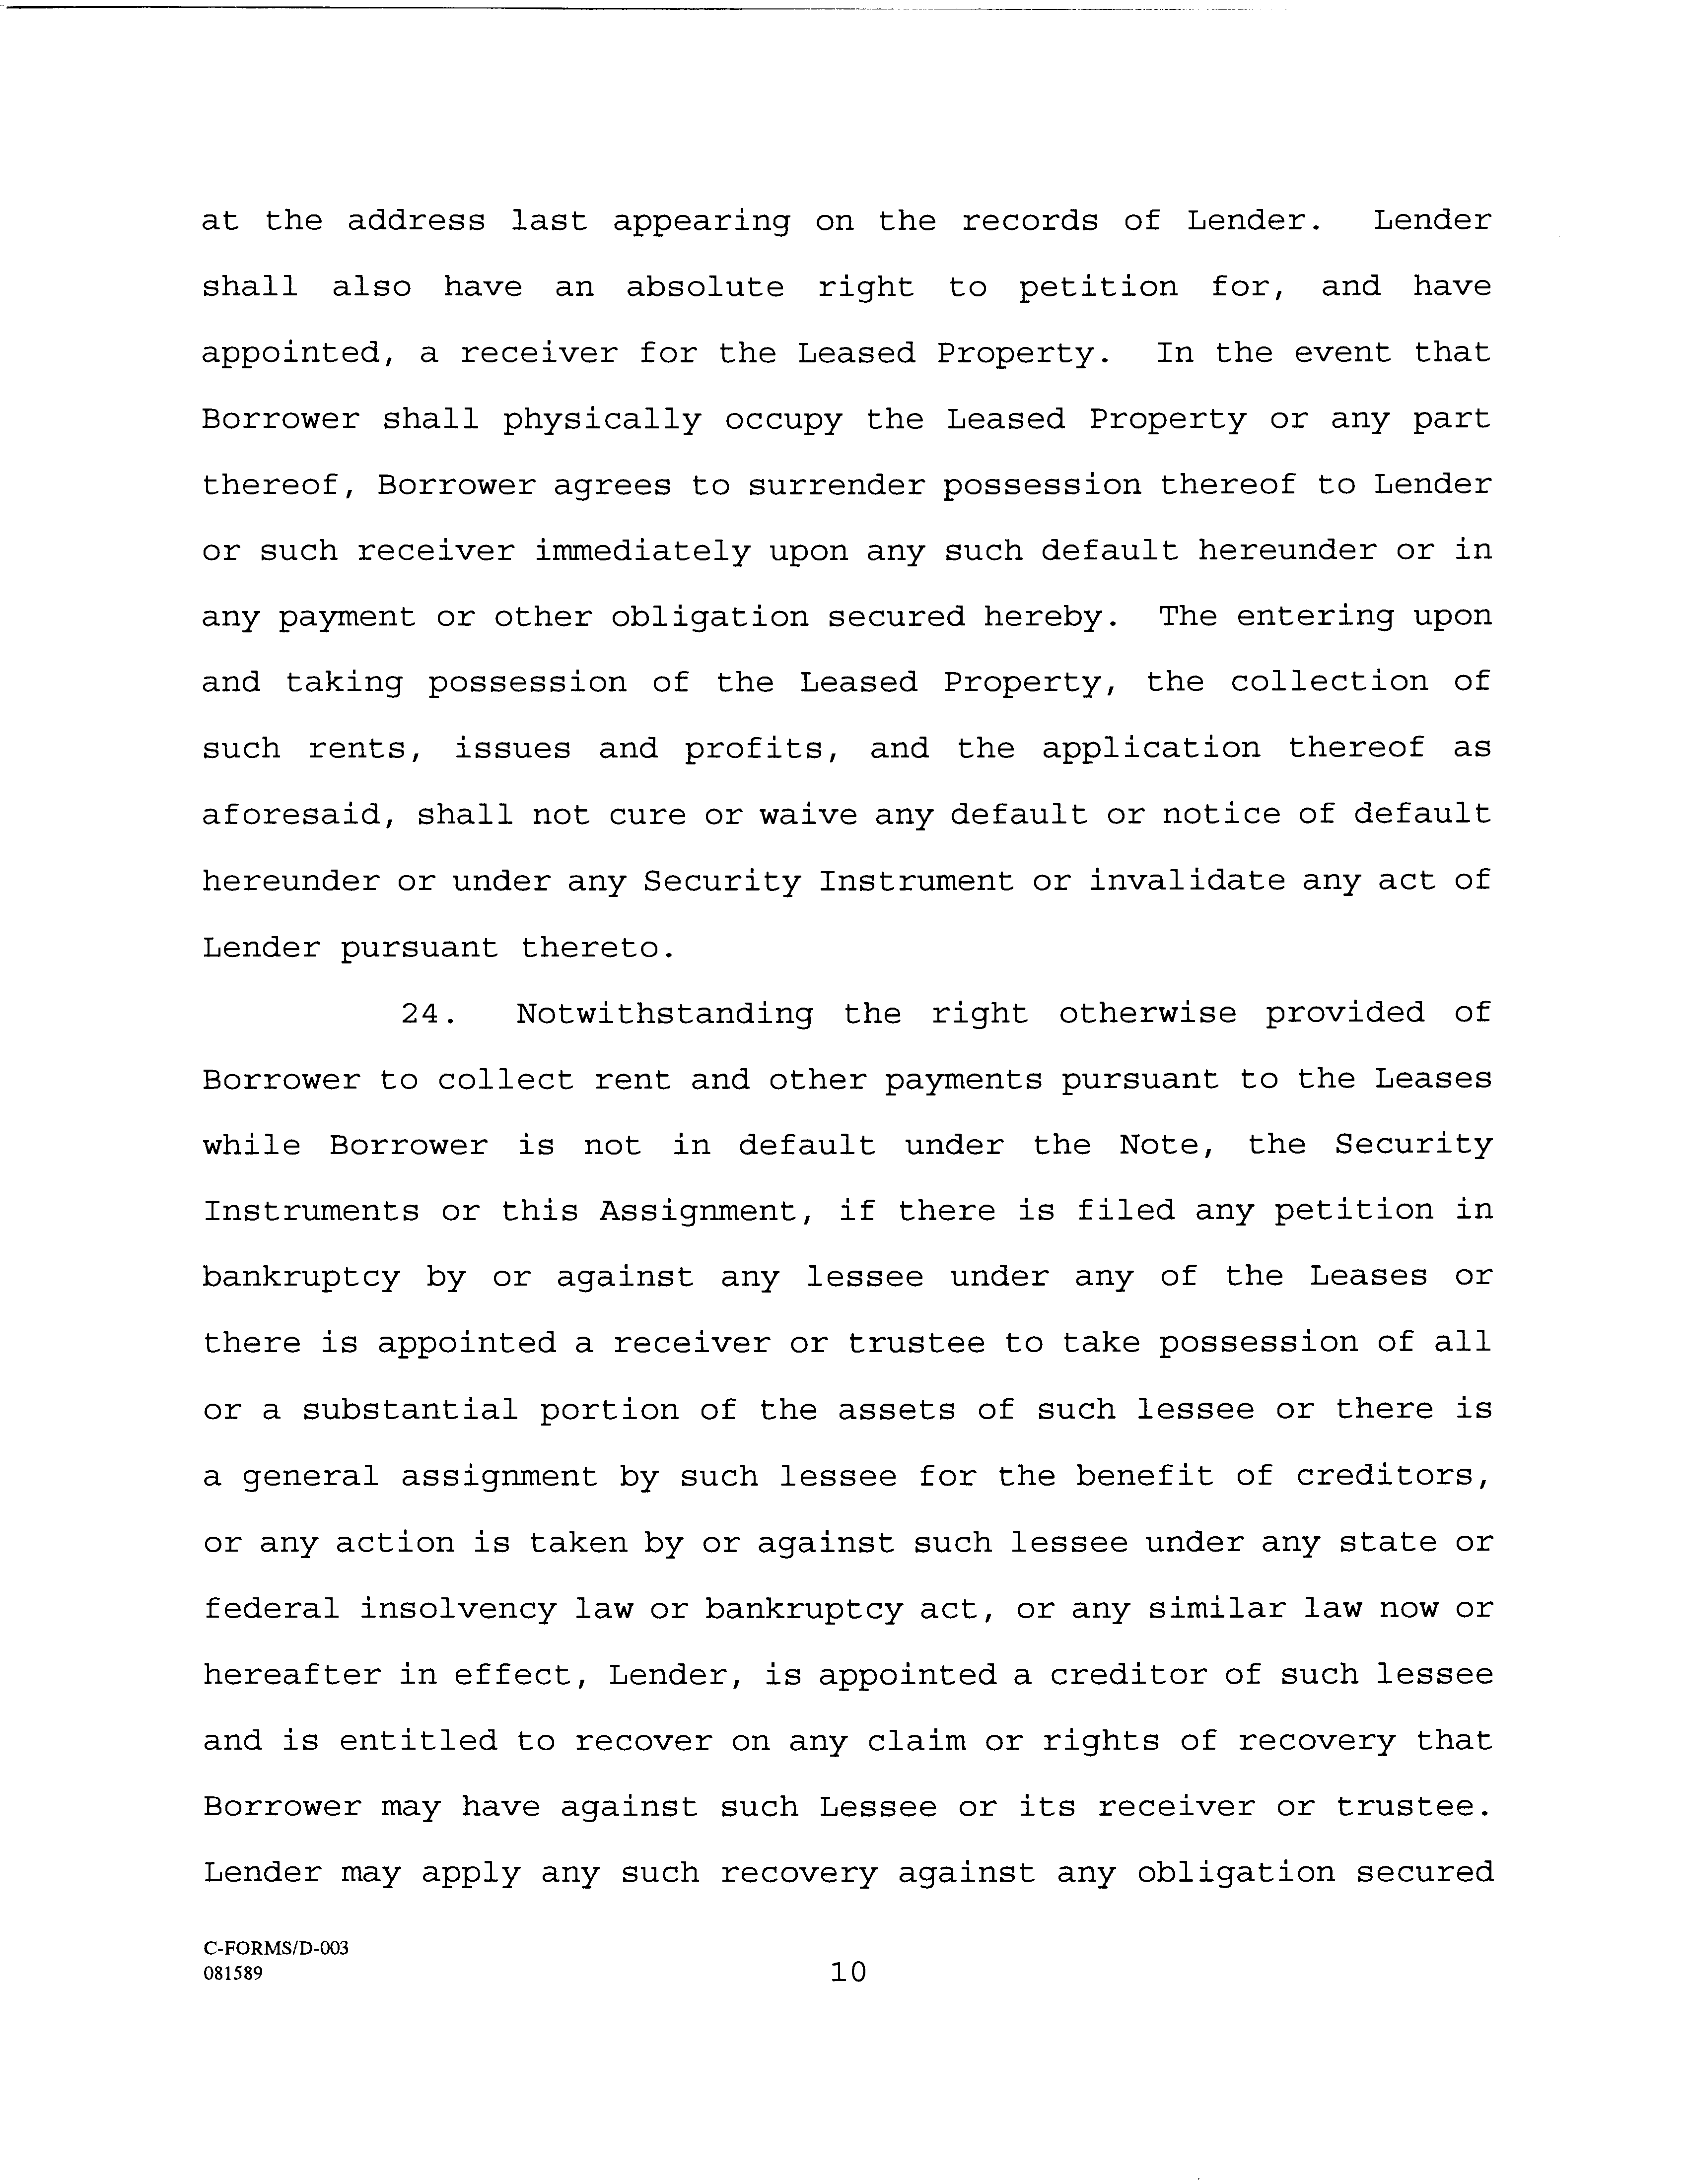 at the address last appearing on the records of Lender. Lender
shall also have an absolute right to petition for, and have
appointed, a receiver for the Leased Property. In the event that
Borrower shall physically occupy the Leased Property or any part
thereof, Borrower agrees to surrender possession thereof to Lender
or such receiver immediately upon any such default hereunder or in
any payment or other obligation secured hereby. The entering upon
and taking possession of the Leased Property, the collection of
such rents, issues and profits, and the application thereof as
aforesaid, shall not cure or waive any default or notice of default
hereunder or under any Security Instrument or invalidate any act of
Lender pursuant thereto.
24. Notwithstanding the right otherwise provided of
Borrower to collect rent and other payments pursuant to the Leases
while Borrower is not in default under the Note, the Security
Instruments or this Assignment, if there is filed any petition in
bankruptcy by or against any lessee under any of the Leases or
there is appointed a receiver or trustee to take possession of all
or a substantial portion of the assets of such lessee or there is
a general assignment by such lessee for the benefit of creditors,
or any action is taken by or against such lessee under any state or
federal insolvency law or bankruptcy act, or any similar law now or
hereafter in effect, Lender, is appointed a creditor of such lessee
and is entitled to recover on any claim or rights of recovery that
Borrower may have against such Lessee or its receiver or trustee.
Lender may apply any such recovery against any obligation secured
C-FORMS/D-003
081589
10